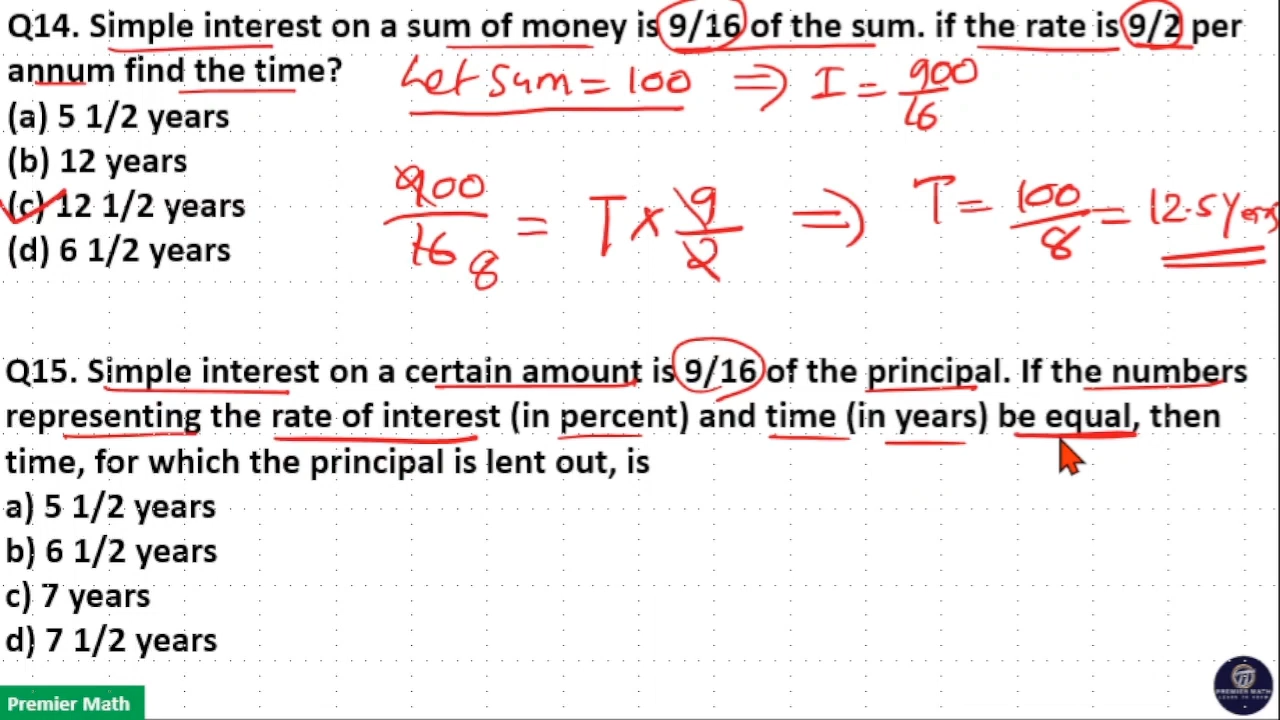 Q14. Simple interest on a sum of money is 9/16 of the sum. if the rate is 9/2 per
annum find the time?
Let Sum = 100 => I = 900/16
(a) 5 1/2 years
(b) 12 years
(c) 12 1/2 years
(d) 6 1/2 years
900/16 8 = T × 9/2 => T = 100/8 = 12.5 Years
Q15. Simple interest on a certain amount is 9/16 of the principal. If the numbers
representing the rate of interest (in percent) and time (in years) be equal, then
time, for which the principal is lent out, is
a) 5 1/2 years
b) 6 1/2 years
c) 7 years
d) 7 1/2 years
Premier Math
PREMIER MATH
LEARN TO KNOW